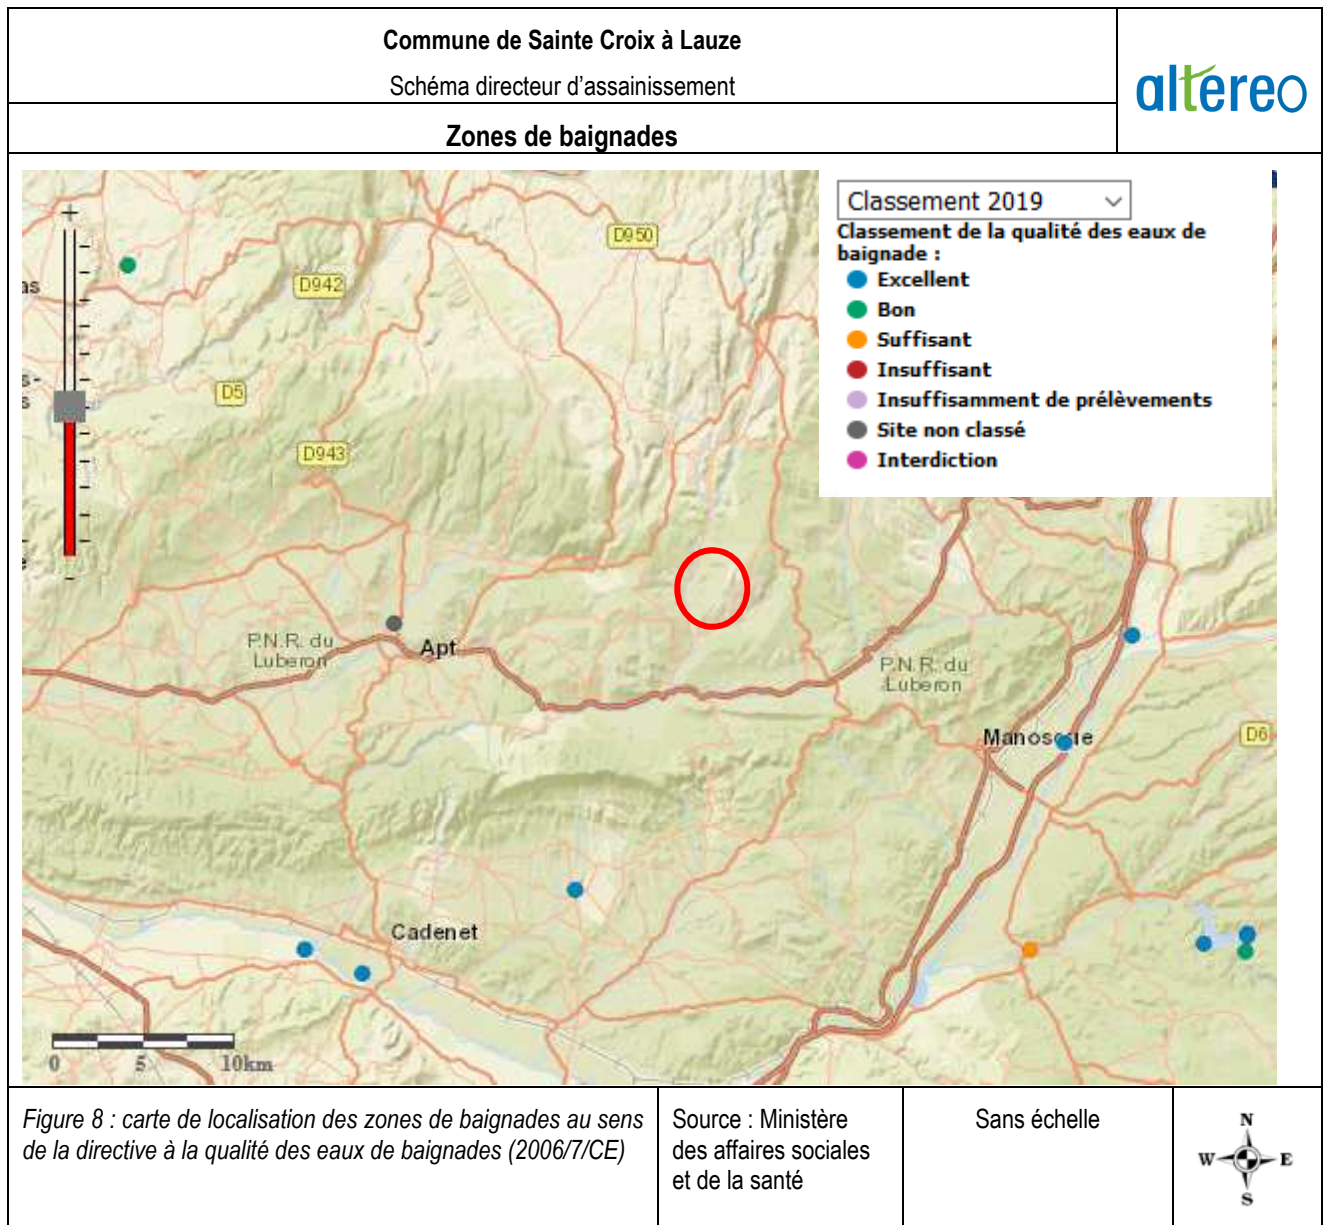 Commune de Sainte Croix à Lauze
Schéma directeur d'assainissement
altereo
Zones de baignades
Classement 2019
Classement de la qualité des eaux de
baignade :
Excellent
Bon
Suffisant
Insuffisant
Insuffisamment de prélèvements
Site non classé
Interdiction
D950
D942
D5
D943
P.N.R. du
Luberon
Apt
P.N.R. du
Luberon
Manosque
D6
Cadenet
0 5 10km
Figure 8 : carte de localisation des zones de baignades au sens
de la directive à la qualité des eaux de baignades (2006/7/CE)
Source : Ministère
des affaires sociales
et de la santé
Sans échelle
N
W E
S